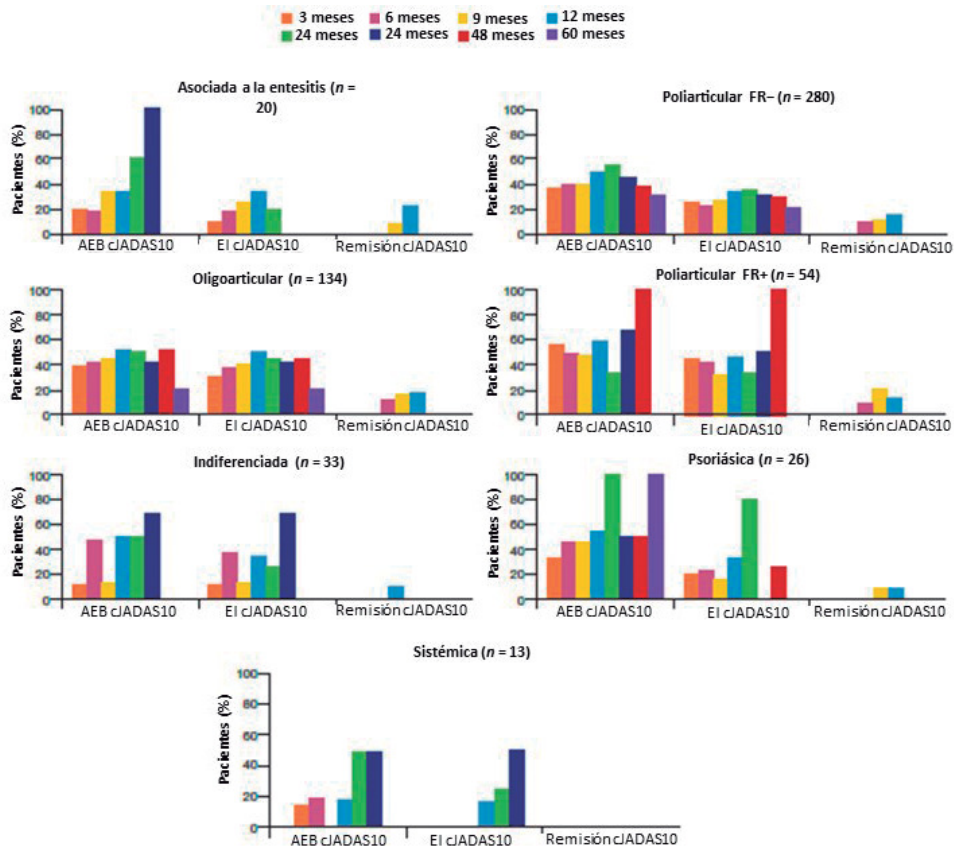 3 meses 6 meses 9 meses 12 meses
24 meses 24 meses 48 meses 60 meses
Asociada a la entesitis (n =
20)
Pacientes (%)
100
80
60
40
20
0
AEB cJADAS10 EI cJADAS10 Remisión cJADAS10
Poliarticular FR– (n = 280)
Pacientes (%)
100
80
60
40
20
0
AEB cJADAS10 EI cJADAS10 Remisión cJADAS10
Oligoarticular (n = 134)
Pacientes (%)
100
80
60
40
20
0
AEB cJADAS10 EI cJADAS10 Remisión cJADAS10
Poliarticular FR+ (n = 54)
Pacientes (%)
100
80
60
40
20
0
AEB cJADAS10 EI cJADAS10 Remisión cJADAS10
Indiferenciada (n = 33)
Pacientes (%)
100
80
60
40
20
0
AEB cJADAS10 EI cJADAS10 Remisión cJADAS10
Psoriásica (n = 26)
Pacientes (%)
100
80
60
40
20
0
AEB cJADAS10 EI cJADAS10 Remisión cJADAS10
Sistémica (n = 13)
Pacientes (%)
100
80
60
40
20
0
AEB cJADAS10 EI cJADAS10 Remisión cJADAS10